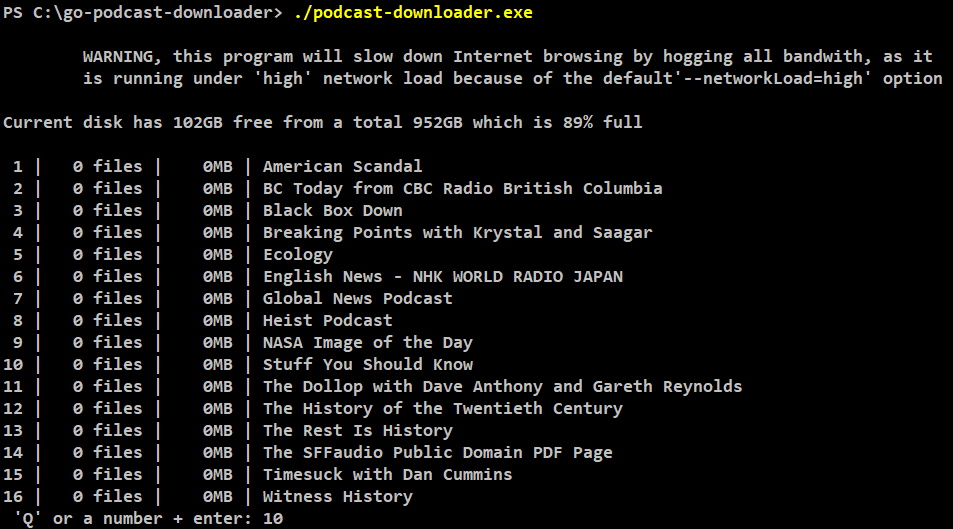 PS C:\go-podcast-downloader> ./podcast-downloader.exe
WARNING, this program will slow down Internet browsing by hogging all bandwith, as it
is running under 'high' network load because of the default'--networkLoad=high' option
Current disk has 102GB free from a total 952GB which is 89% full
1 | 0 files | 0MB | American Scandal
2 | 0 files | 0MB | BC Today from CBC Radio British Columbia
3 | 0 files | 0MB | Black Box Down
4 | 0 files | 0MB | Breaking Points with Krystal and Saagar
5 | 0 files | 0MB | Ecology
6 | 0 files | 0MB | English News - NHK WORLD RADIO JAPAN
7 | 0 files | 0MB | Global News Podcast
8 | 0 files | 0MB | Heist Podcast
9 | 0 files | 0MB | NASA Image of the Day
10 | 0 files | 0MB | Stuff You Should Know
11 | 0 files | 0MB | The Dollop with Dave Anthony and Gareth Reynolds
12 | 0 files | 0MB | The History of the Twentieth Century
13 | 0 files | 0MB | The Rest Is History
14 | 0 files | 0MB | The SFFaudio Public Domain PDF Page
15 | 0 files | 0MB | Timesuck with Dan Cummins
16 | 0 files | 0MB | Witness History
'Q' or a number + enter: 10